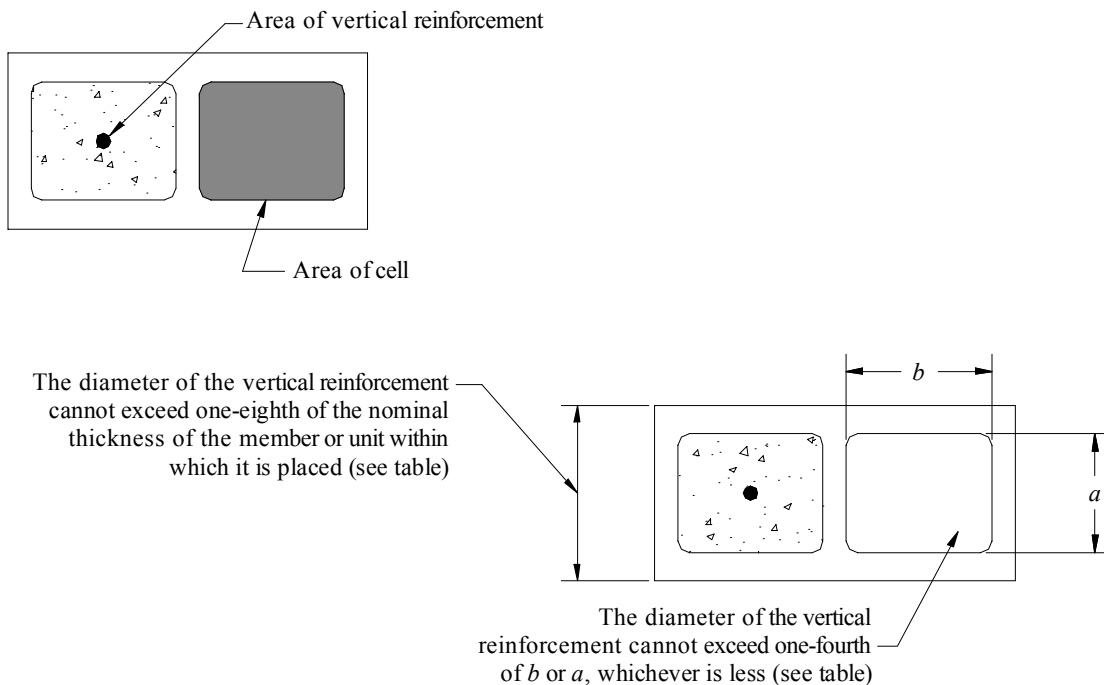 Area of vertical reinforcement
Area of cell
The diameter of the vertical reinforcement
cannot exceed one-eighth of the nominal
thickness of the member or unit within
which it is placed (see table)
b
a
The diameter of the vertical
reinforcement cannot exceed one-fourth
of b or a, whichever is less (see table)